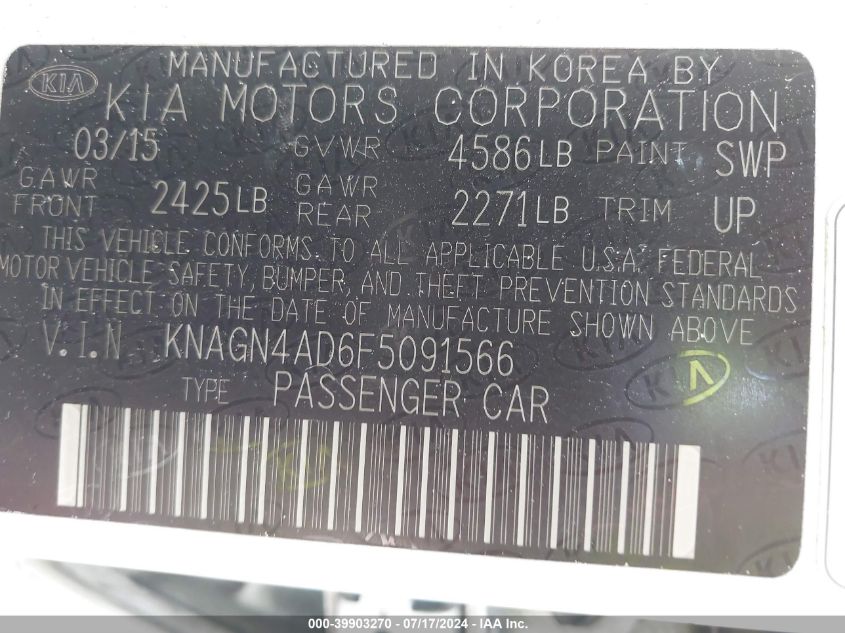 MANUFACTURED IN KOREA BY
KIA KIA MOTORS CORPORATION
03/15 GVWR 4586LB PAINT SWP
GAWR FRONT 2425LB GAWR REAR 2271LB TRIM UP
THIS VEHICLE CONFORMS TO ALL APPLICABLE U.S.A. FEDERAL
MOTOR VEHICLE SAFETY, BUMPER, AND THEFT PREVENTION STANDARDS
IN EFFECT ON THE DATE OF MANUFACTURE SHOWN ABOVE
V.I.N KNAGN4AD6F5091566
TYPE PASSENGER CAR
000-39903270 - 07/17/2024 - IAA, Inc.